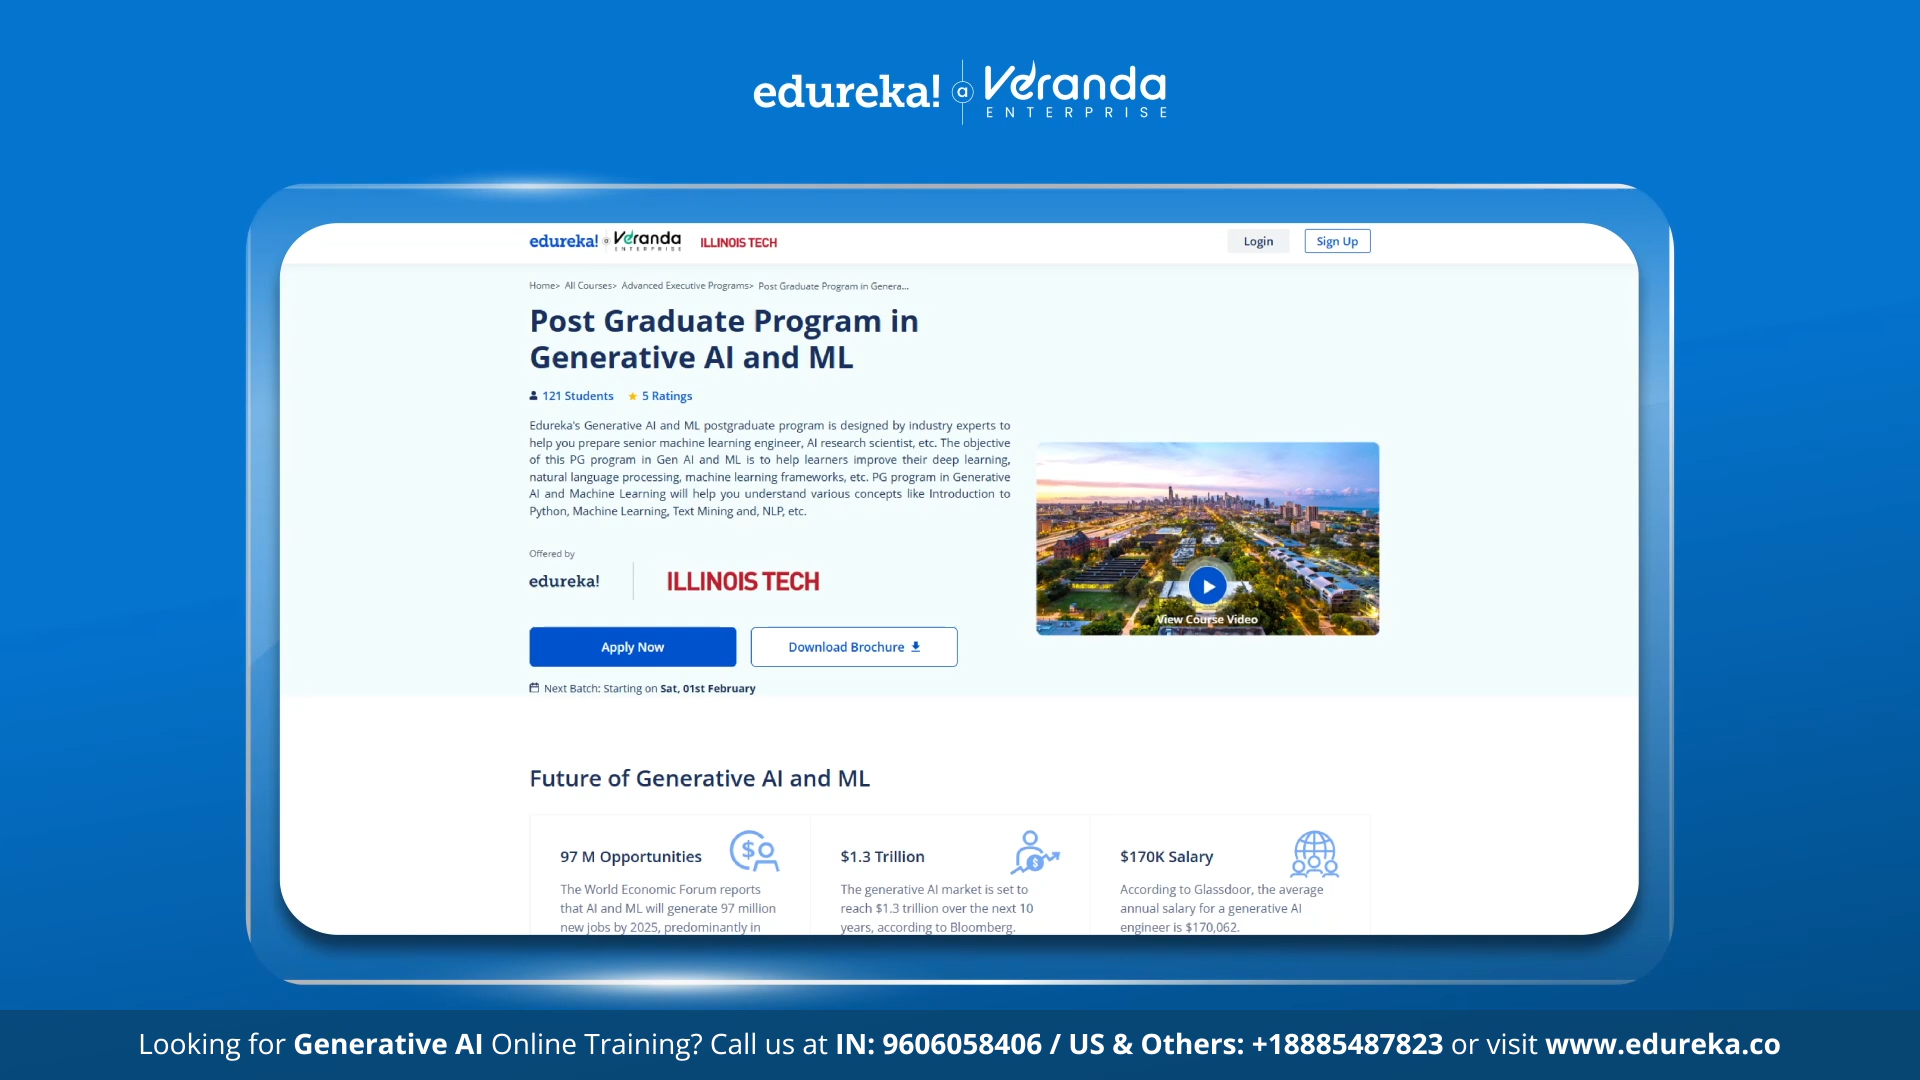 edureka! a Veranda
ENTERPRISE
edureka! a Veranda ENTERPRISE ILLINOIS TECH Login Sign Up
Home> All Courses> Advanced Executive Programs> Post Graduate Program in Genera...
Post Graduate Program in
Generative AI and ML
121 Students 5 Ratings
Edureka's Generative AI and ML postgraduate program is designed by industry experts to
help you prepare senior machine learning engineer, AI research scientist, etc. The objective
of this PG program in Gen AI and ML is to help learners improve their deep learning,
natural language processing, machine learning frameworks, etc. PG program in Generative
AI and Machine Learning will help you understand various concepts like Introduction to
Python, Machine Learning, Text Mining and, NLP, etc.
Offered by
edureka! ILLINOIS TECH
Apply Now Download Brochure
Next Batch: Starting on Sat, 01st February
View Course Video
Future of Generative AI and ML
97 M Opportunities
The World Economic Forum reports
that AI and ML will generate 97 million
new jobs by 2025, predominantly in
$1.3 Trillion
The generative AI market is set to
reach $1.3 trillion over the next 10
years, according to Bloomberg.
$170K Salary
According to Glassdoor, the average
annual salary for a generative AI
engineer is $170,062.
Looking for Generative AI Online Training? Call us at IN: 9606058406 / US & Others: +18885487823 or visit www.edureka.co